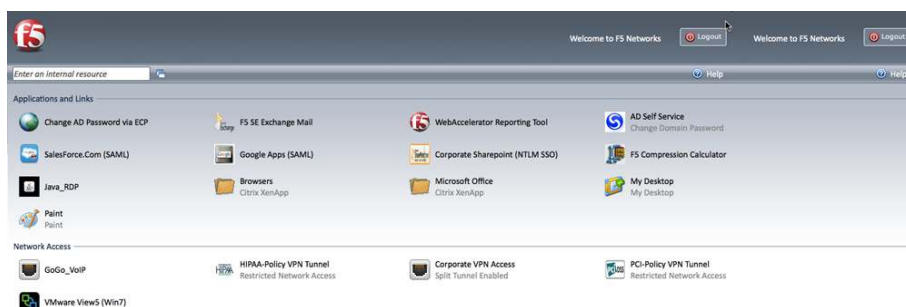 f5
Welcome to F5 Networks Logout Welcome to F5 Networks Logout
Enter an internal resource Help Help
Applications and Links
Change AD Password via ECP
F5 SE Exchange Mail
WebAccelerator Reporting Tool
AD Self Service
Change Domain Password
SalesForce.Com (SAML)
Google Apps (SAML)
Corporate Sharepoint (NTLM SSO)
F5 Compression Calculator
Java_RDP
Browsers
Citrix XenApp
Microsoft Office
Citrix XenApp
My Desktop
My Desktop
Paint
Paint
Network Access
GoGo_VoIP
HIPAA-Policy VPN Tunnel
Restricted Network Access
Corporate VPN Access
Split Tunnel Enabled
PCI-Policy VPN Tunnel
Restricted Network Access
VMware View5 (Win7)